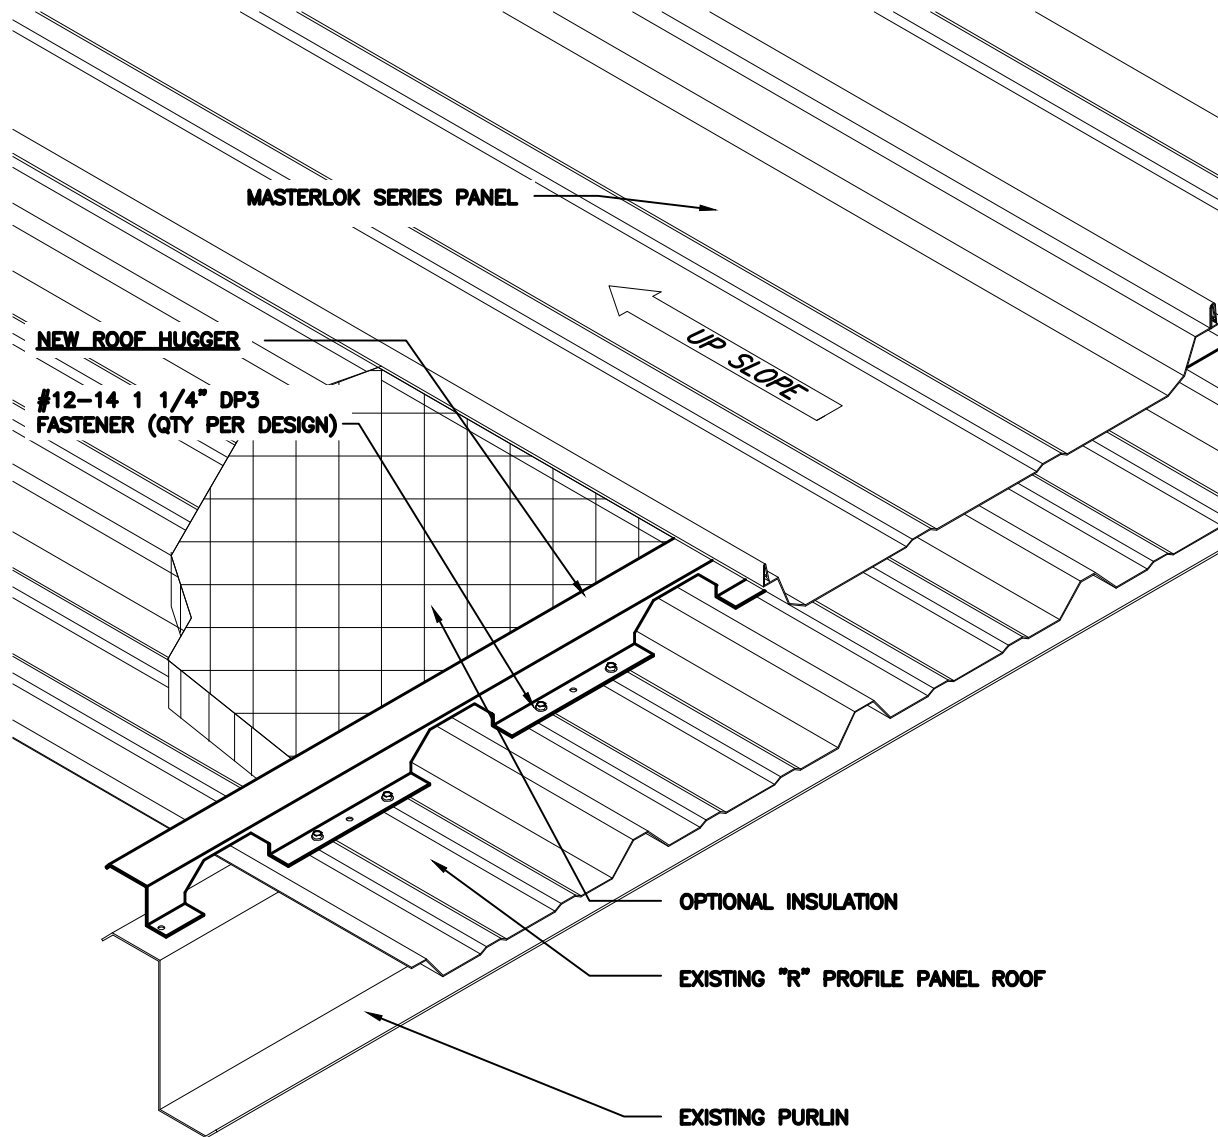 MASTERLOK SERIES PANEL
UP SLOPE
NEW ROOF HUGGER
#12-14 1 1/4" DP3
FASTENER (QTY PER DESIGN)
OPTIONAL INSULATION
EXISTING "R" PROFILE PANEL ROOF
EXISTING PURLIN